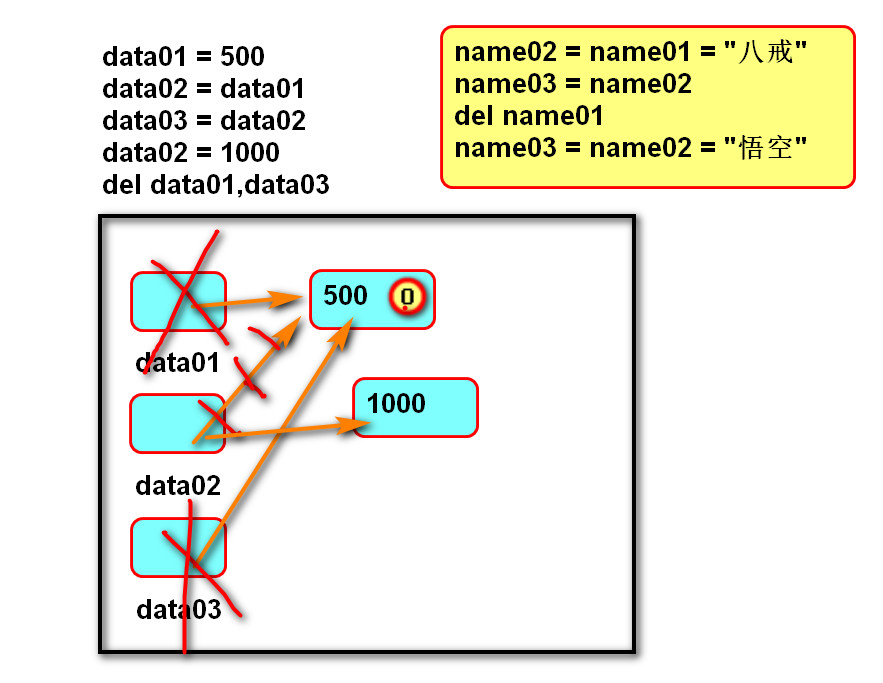 data01 = 500
data02 = data01
data03 = data02
data02 = 1000
del data01,data03
name02 = name01 = "八戒"
name03 = name02
del name01
name03 = name02 = "悟空"
500 0
data01
1000
data02
data03